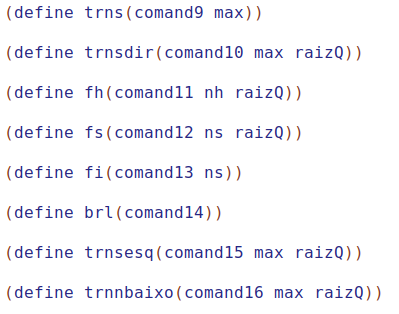 (define trns(comand9 max))
(define trnsdir(comand10 max raizQ))
(define fh(comand11 nh raizQ))
(define fs(comand12 ns raizQ))
(define fi(comand13 ns))
(define brl(comand14))
(define trnsesq(comand15 max raizQ))
(define trnnbaixo(comand16 max raizQ))